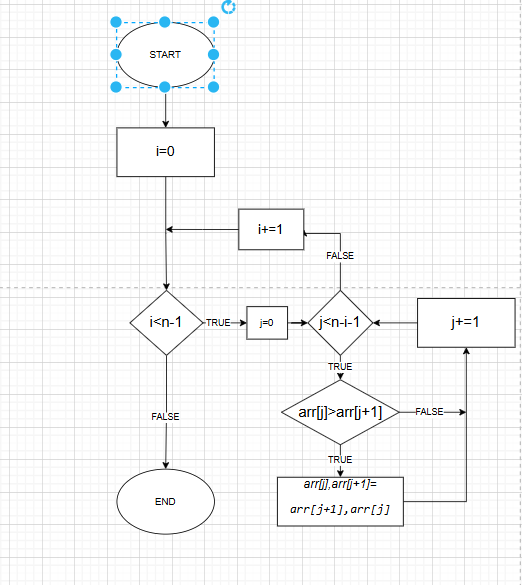 START
i=0
i+=1
FALSE
i<n-1
TRUE
j=0
j<n-i-1
j+=1
TRUE
arr[j]>arr[j+1]
FALSE
FALSE
TRUE
arr[j],arr[j+1]=
arr[j+1],arr[j]
END